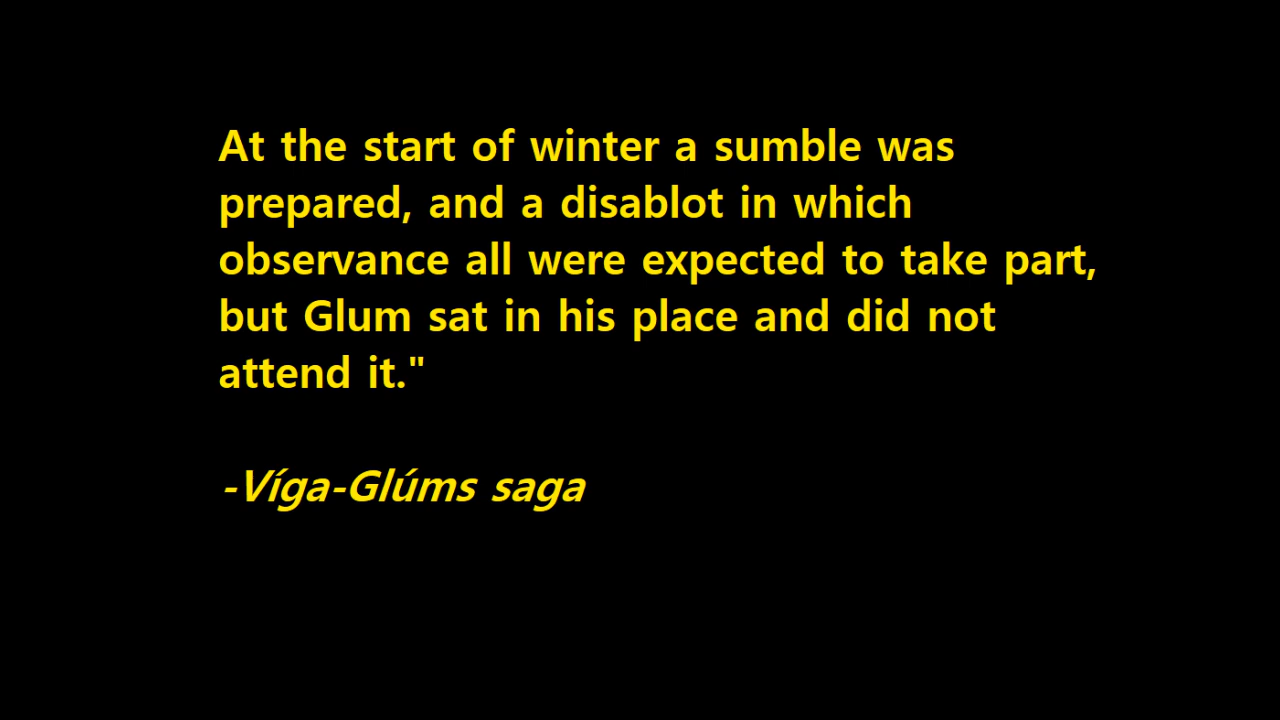 At the start of winter a sumble was
prepared, and a disablot in which
observance all were expected to take part,
but Glum sat in his place and did not
attend it."
-Víga-Glúms saga